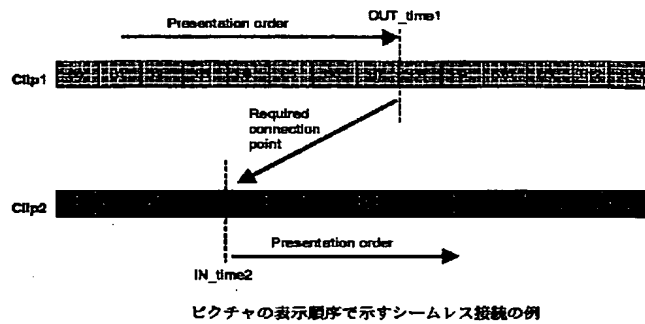 OUT_time1
Presentation order
Clip1
Required
connection
point
Clip2
Presentation order
IN_time2
ピクチャの表示順序で示すシームレス接続の例